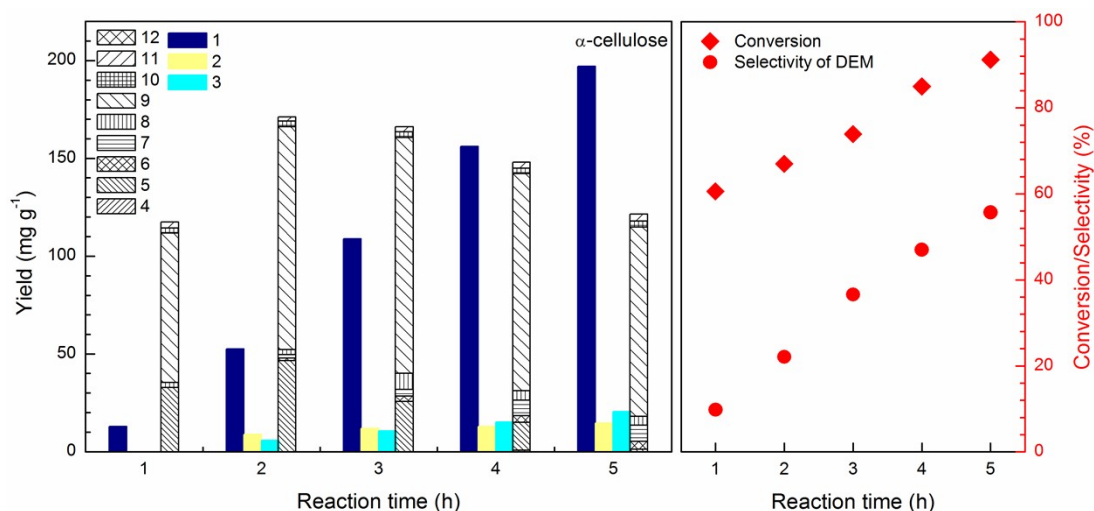 200
150
100
50
0
Yield (mg g⁻¹)
12
11
10
9
8
7
6
5
4
1
2
3
α-cellulose
1 2 3 4 5
Reaction time (h)
Conversion
Selectivity of DEM
1 2 3 4 5
Reaction time (h)
100
80
60
40
20
0
Conversion/Selectivity (%)